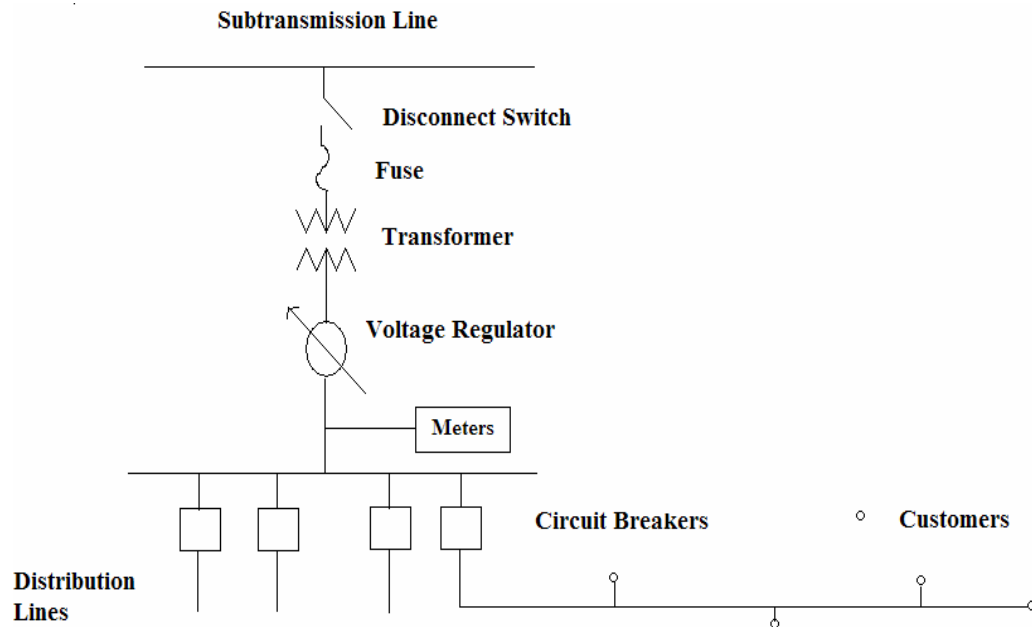 Subtransmission Line
Disconnect Switch
Fuse
Transformer
Voltage Regulator
Meters
Circuit Breakers
Customers
Distribution
Lines